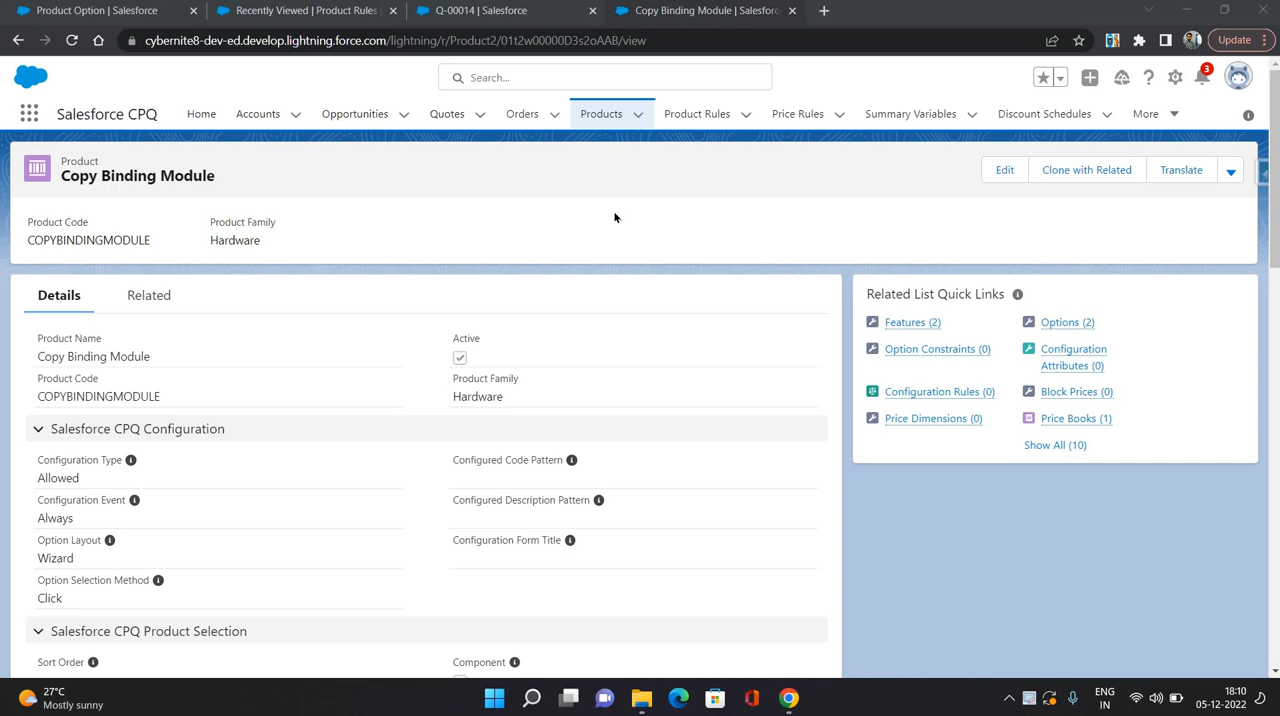 Product Option | Salesforce
Recently Viewed | Product Rules |
Q-00014 | Salesforce
Copy Binding Module | Salesforc
cybernite8-dev-ed.develop.lightning.force.com/lightning/r/Product2/01t2w00000D3s2oAAB/view
Update
Search...
3
Salesforce CPQ
Home
Accounts
Opportunities
Quotes
Orders
Products
Product Rules
Price Rules
Summary Variables
Discount Schedules
More
Product
Copy Binding Module
Edit
Clone with Related
Translate
Product Code
Product Family
COPYBINDINGMODULE
Hardware
Details
Related
Product Name
Active
Copy Binding Module
Product Code
Product Family
COPYBINDINGMODULE
Hardware
Salesforce CPQ Configuration
Configuration Type
Configured Code Pattern
Allowed
Configuration Event
Configured Description Pattern
Always
Option Layout
Configuration Form Title
Wizard
Option Selection Method
Click
Salesforce CPQ Product Selection
Sort Order
Component
Related List Quick Links
Features (2)
Options (2)
Option Constraints (0)
Configuration
Attributes (0)
Configuration Rules (0)
Block Prices (0)
Price Dimensions (0)
Price Books (1)
Show All (10)
27°C
Mostly sunny
ENG
IN
18:10
05-12-2022